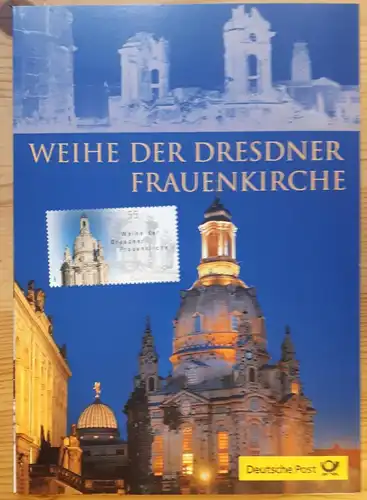 WEIHE DER DRESDNER
FRAUENKIRCHE
55
Weihe der
Dresdner
Frauenkirche
Deutsche Post